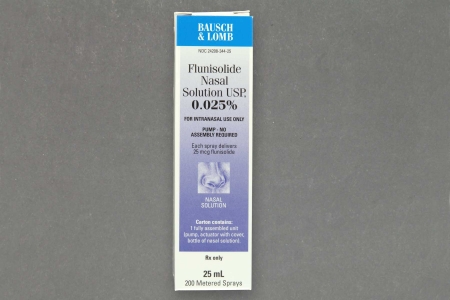 BAUSCH
& LOMB
NDC 24208-344-25
Flunisolide
Nasal
Solution USP,
0.025%
FOR INTRANASAL USE ONLY
PUMP - NO
ASSEMBLY REQUIRED
Each spray delivers
25 mcg flunisolide
NASAL
SOLUTION
Carton contains:
1 fully assembled unit
(pump, actuator with cover,
bottle of nasal solution).
Rx only
25 mL
200 Metered Sprays